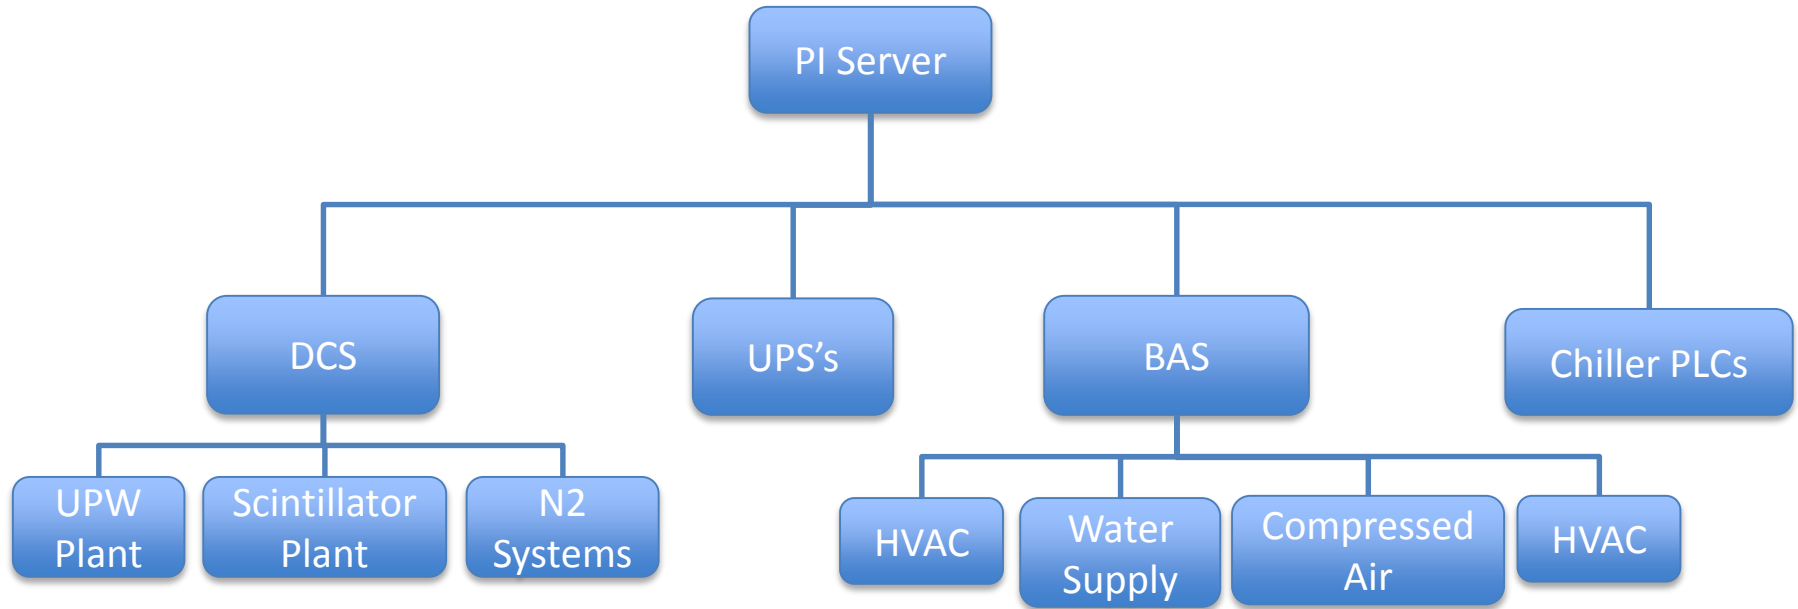 PI Server
DCS
UPS’s
BAS
Chiller PLCs
UPW
Plant
Scintillator
Plant
N2
Systems
HVAC
Water
Supply
Compressed
Air
HVAC